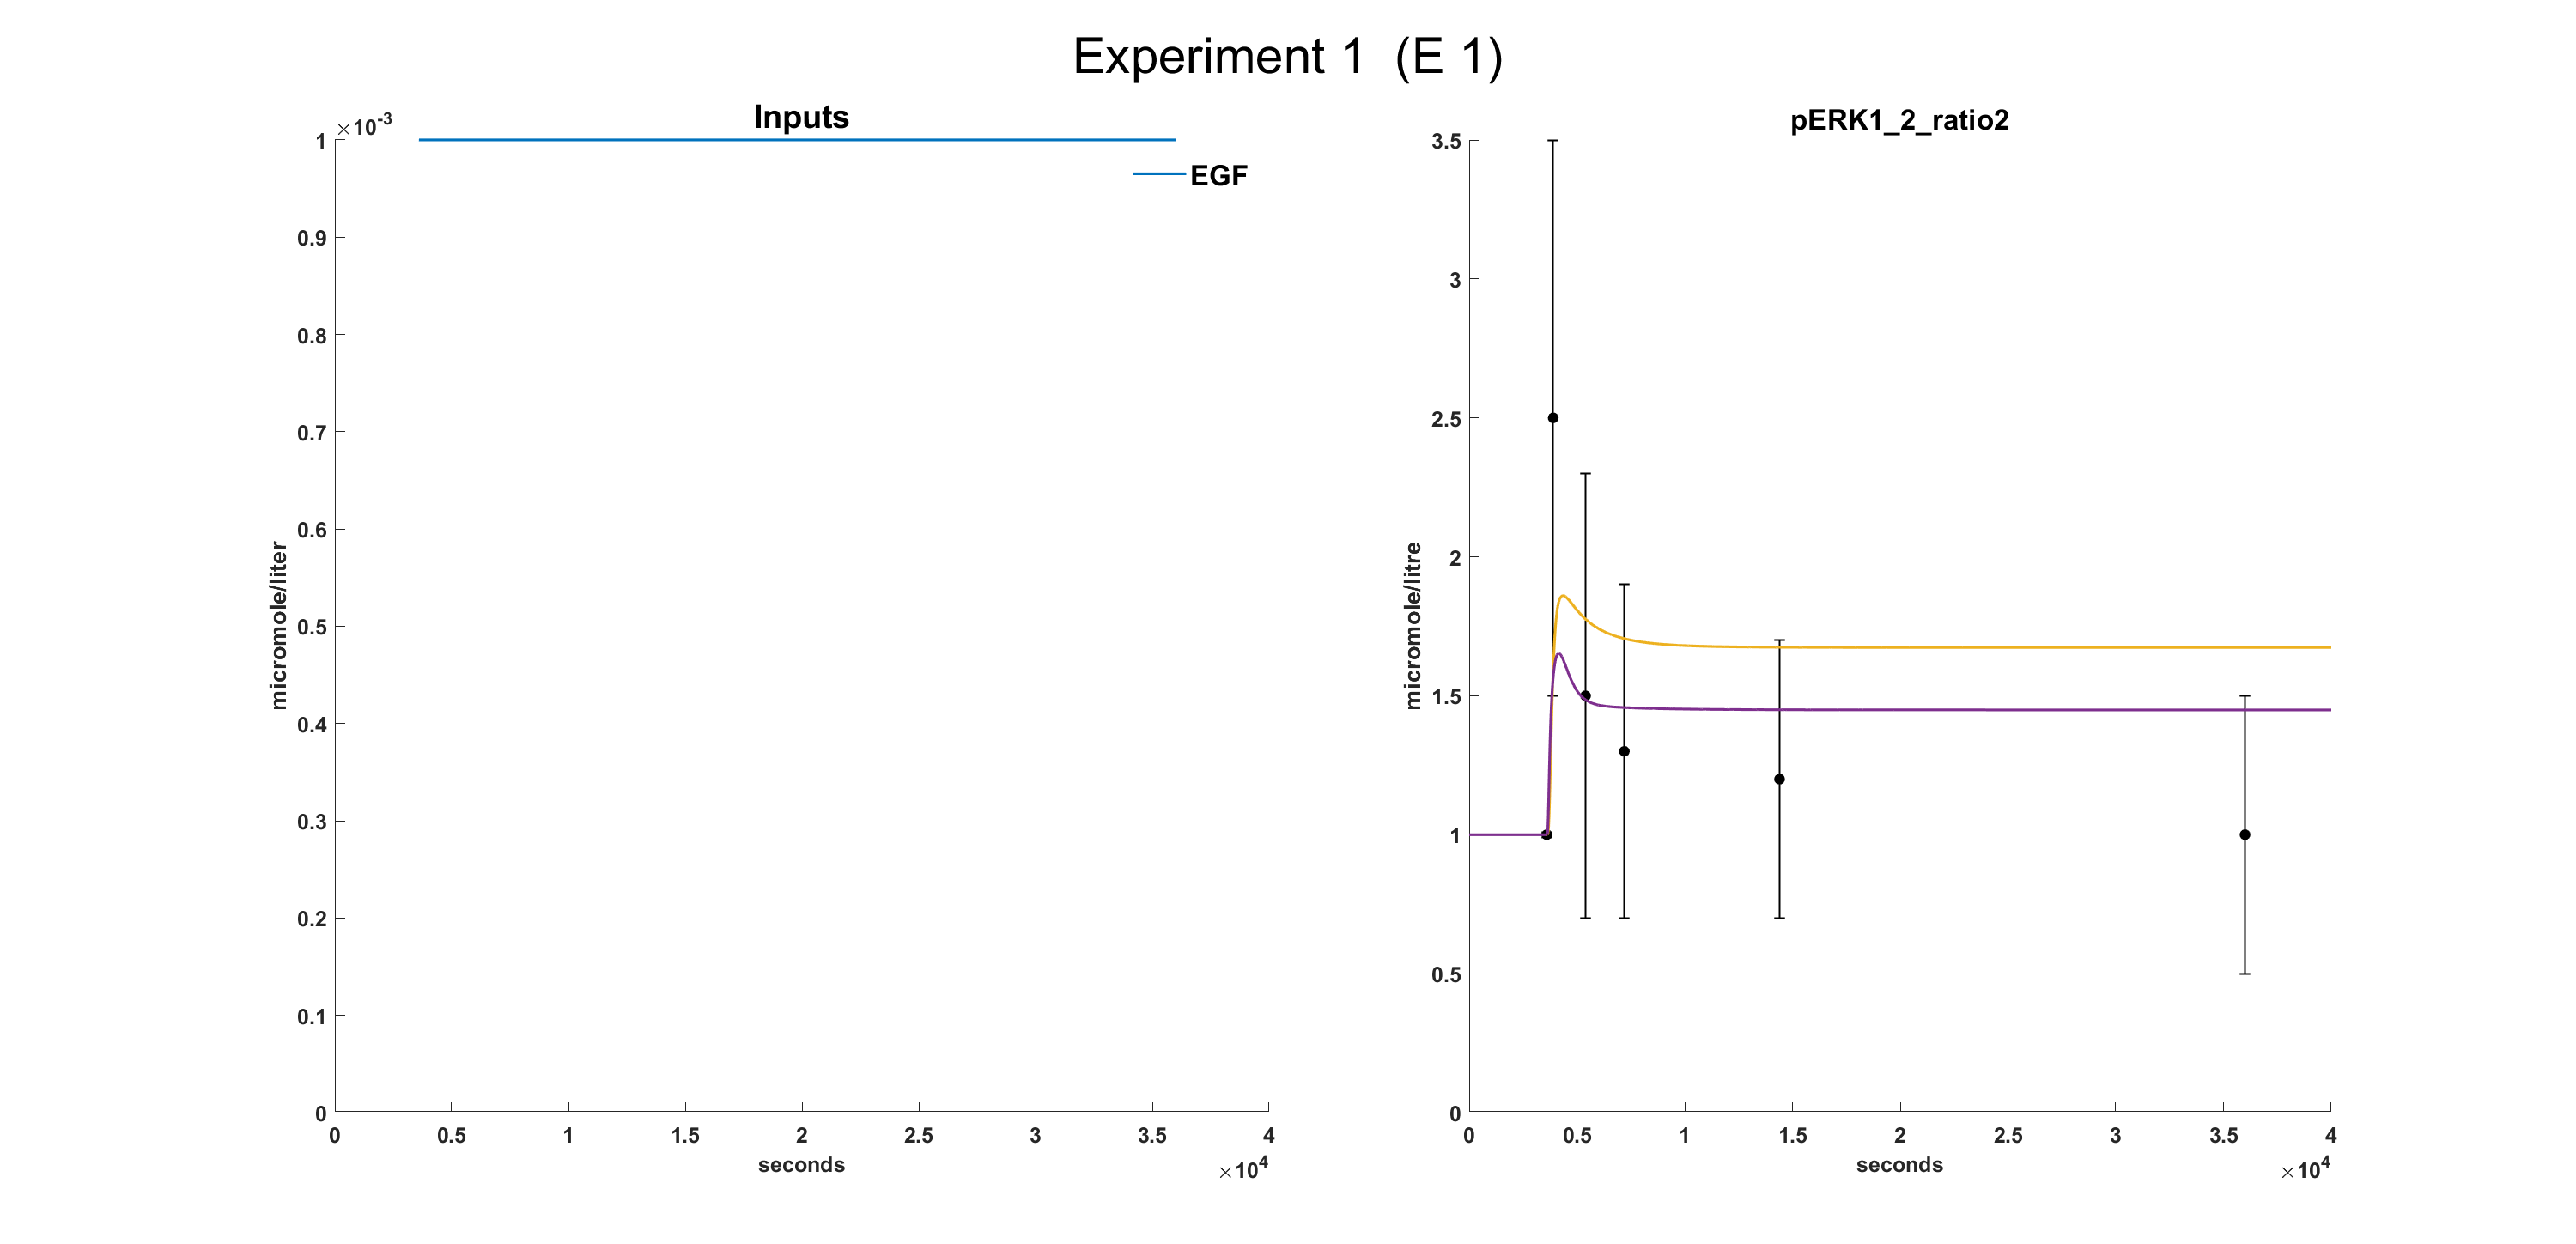 Experiment 1  (E 1)
Inputs
×10-3
1
0.9
0.8
0.7
0.6
0.5
0.4
0.3
0.2
0.1
0
micromole/liter
EGF
0 0.5 1 1.5 2 2.5 3 3.5 4
seconds
×104
pERK1_2_ratio2
3.5
3
2.5
2
1.5
1
0.5
0
micromole/litre
0 0.5 1 1.5 2 2.5 3 3.5 4
seconds
×104